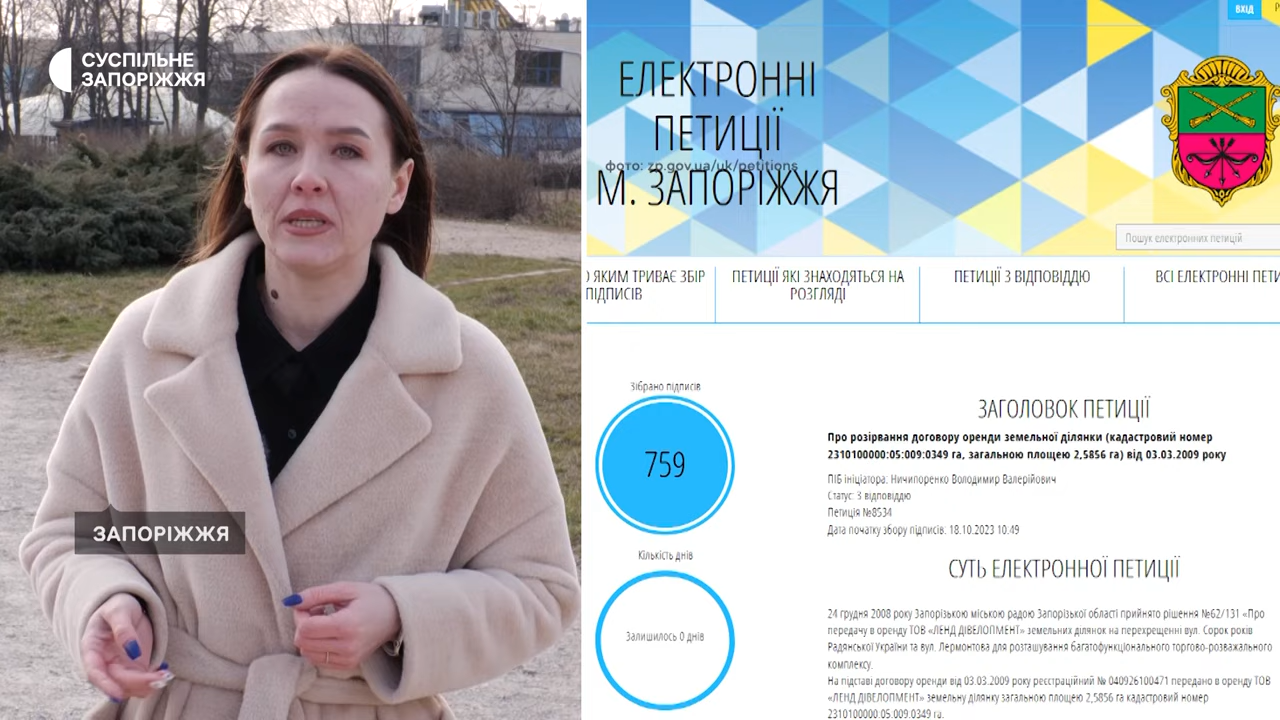 СУСПІЛЬНЕ
ЗАПОРІЖЖЯ
ЗАПОРІЖЖЯ
ВХІД
ЕЛЕКТРОННІ
ПЕТИЦІЇ
фото: zp.gov.ua/uk/petitions
М. ЗАПОРІЖЖЯ
Пошук електронних петицій
ЯКИМ ТРИВАЄ ЗБІР
ПІДПИСІВ
ПЕТИЦІЇ ЯКІ ЗНАХОДЯТЬСЯ НА
РОЗГЛЯДІ
ПЕТИЦІЇ З ВІДПОВІДДЮ
ВСІ ЕЛЕКТРОННІ ПЕТИ
Зібрано підписів
759
Кількість днів
Залишилось 0 днів
ЗАГОЛОВОК ПЕТИЦІЇ
Про розірвання договору оренди земельної ділянки (кадастровий номер
2310100000:05:009:0349 га, загальною площею 2,5856 га) від 03.03.2009 року
ПІБ ініціатора: Ничипоренко Володимир Валерійович
Статус: З відповіддю
Петиція №8534
Дата початку збору підписів: 18.10.2023 10:49
СУТЬ ЕЛЕКТРОННОЇ ПЕТИЦІЇ
24 грудня 2008 року Запорізькою міською радою Запорізької області прийнято рішення №62/131 «Про
передачу в оренду ТОВ «ЛЕНД ДІВЕЛОПМЕНТ» земельних ділянок на перехрещенні вул. Сорок років
Радянської України та вул. Лермонтова для розташування багатофункціонального торгово-розважального
комплексу.
На підставі договору оренди від 03.03.2009 року реєстраційний № 040926100471 передано в оренду ТОВ
«ЛЕНД ДІВЕЛОПМЕНТ» земельну ділянку загальною площею 2,5856 га кадастровий номер
2310100000:05:009:0349 га.